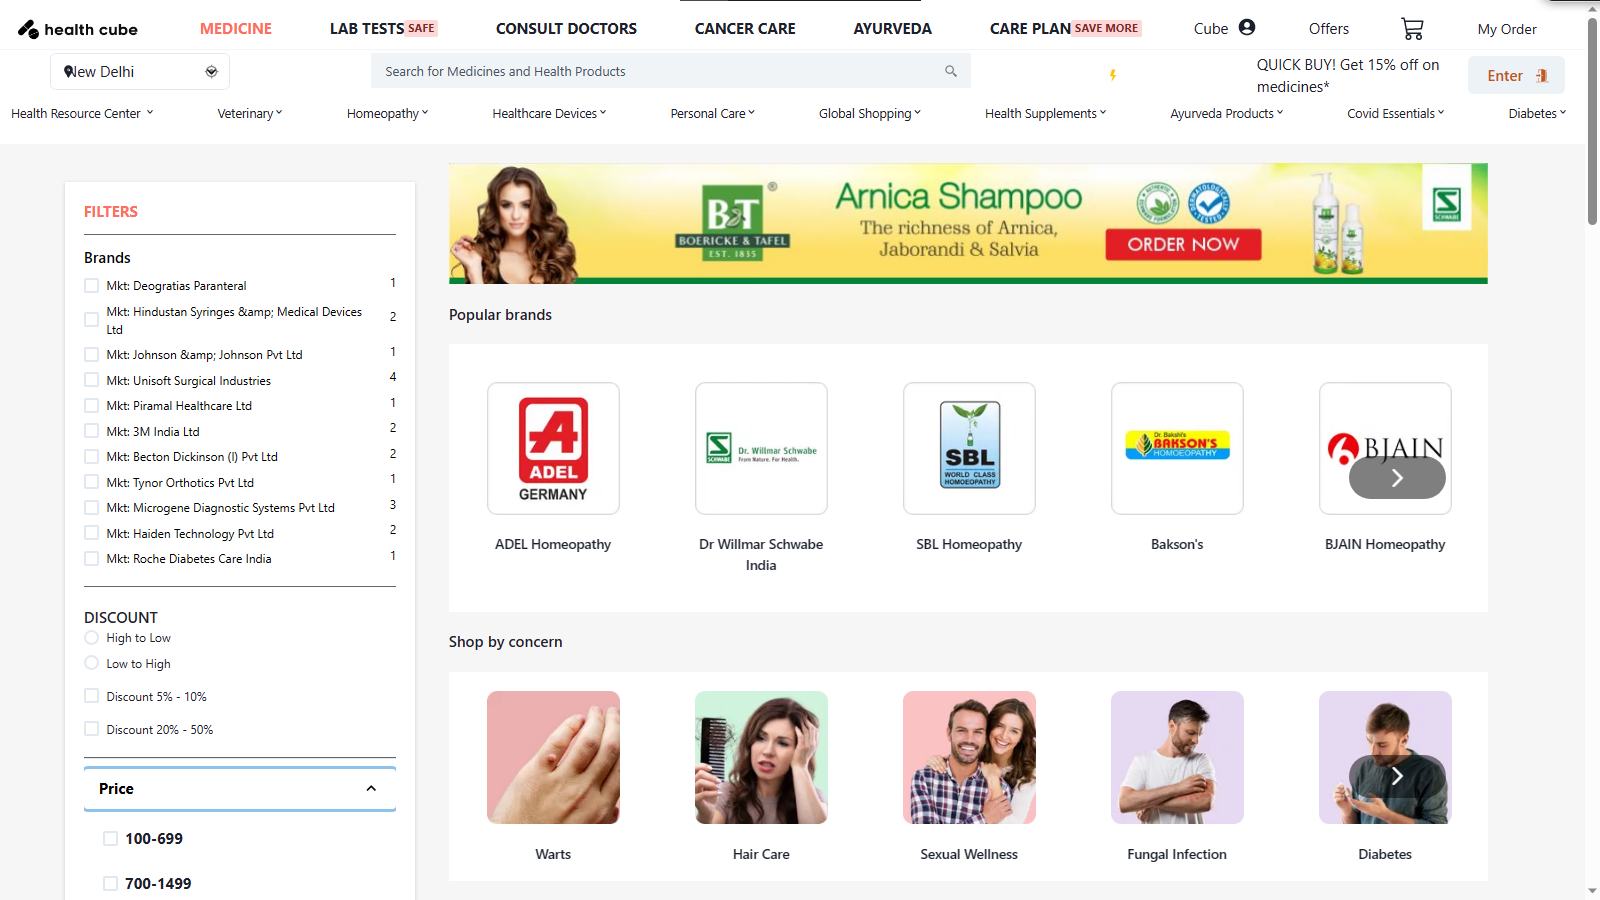 health cube
MEDICINE
LAB TESTS SAFE
CONSULT DOCTORS
CANCER CARE
AYURVEDA
CARE PLAN SAVE MORE
Cube
Offers
My Order
New Delhi
Search for Medicines and Health Products
QUICK BUY! Get 15% off on
medicines*
Enter
Health Resource Center
Veterinary
Homeopathy
Healthcare Devices
Personal Care
Global Shopping
Health Supplements
Ayurveda Products
Covid Essentials
Diabetes
FILTERS
Brands
Mkt: Deogratias Paranteral 1
Mkt: Hindustan Syringes &amp; Medical Devices
Ltd 2
Mkt: Johnson &amp; Johnson Pvt Ltd 1
Mkt: Unisoft Surgical Industries 4
Mkt: Piramal Healthcare Ltd 1
Mkt: 3M India Ltd 2
Mkt: Becton Dickinson (I) Pvt Ltd 2
Mkt: Tynor Orthotics Pvt Ltd 1
Mkt: Microgene Diagnostic Systems Pvt Ltd 3
Mkt: Haiden Technology Pvt Ltd 2
Mkt: Roche Diabetes Care India 1
DISCOUNT
High to Low
Low to High
Discount 5% - 10%
Discount 20% - 50%
Price
100-699
700-1499
B&T
®
BOERICKE & TAFEL
EST. 1835
Arnica Shampoo
The richness of Arnica,
Jaborandi & Salvia
ORDER NOW
SCHWABE
Popular brands
ADEL
GERMANY
ADEL Homeopathy
SCHWABE
Dr. Willmar Schwabe
From Nature. For Health.
Dr Willmar Schwabe
India
SBL
WORLD CLASS
HOMOEOPATHY
SBL Homeopathy
Dr. Bakshi's
BAKSON'S
HOMOEOPATHY
Bakson's
BJAIN
BJAIN Homeopathy
Shop by concern
Warts
Hair Care
Sexual Wellness
Fungal Infection
Diabetes